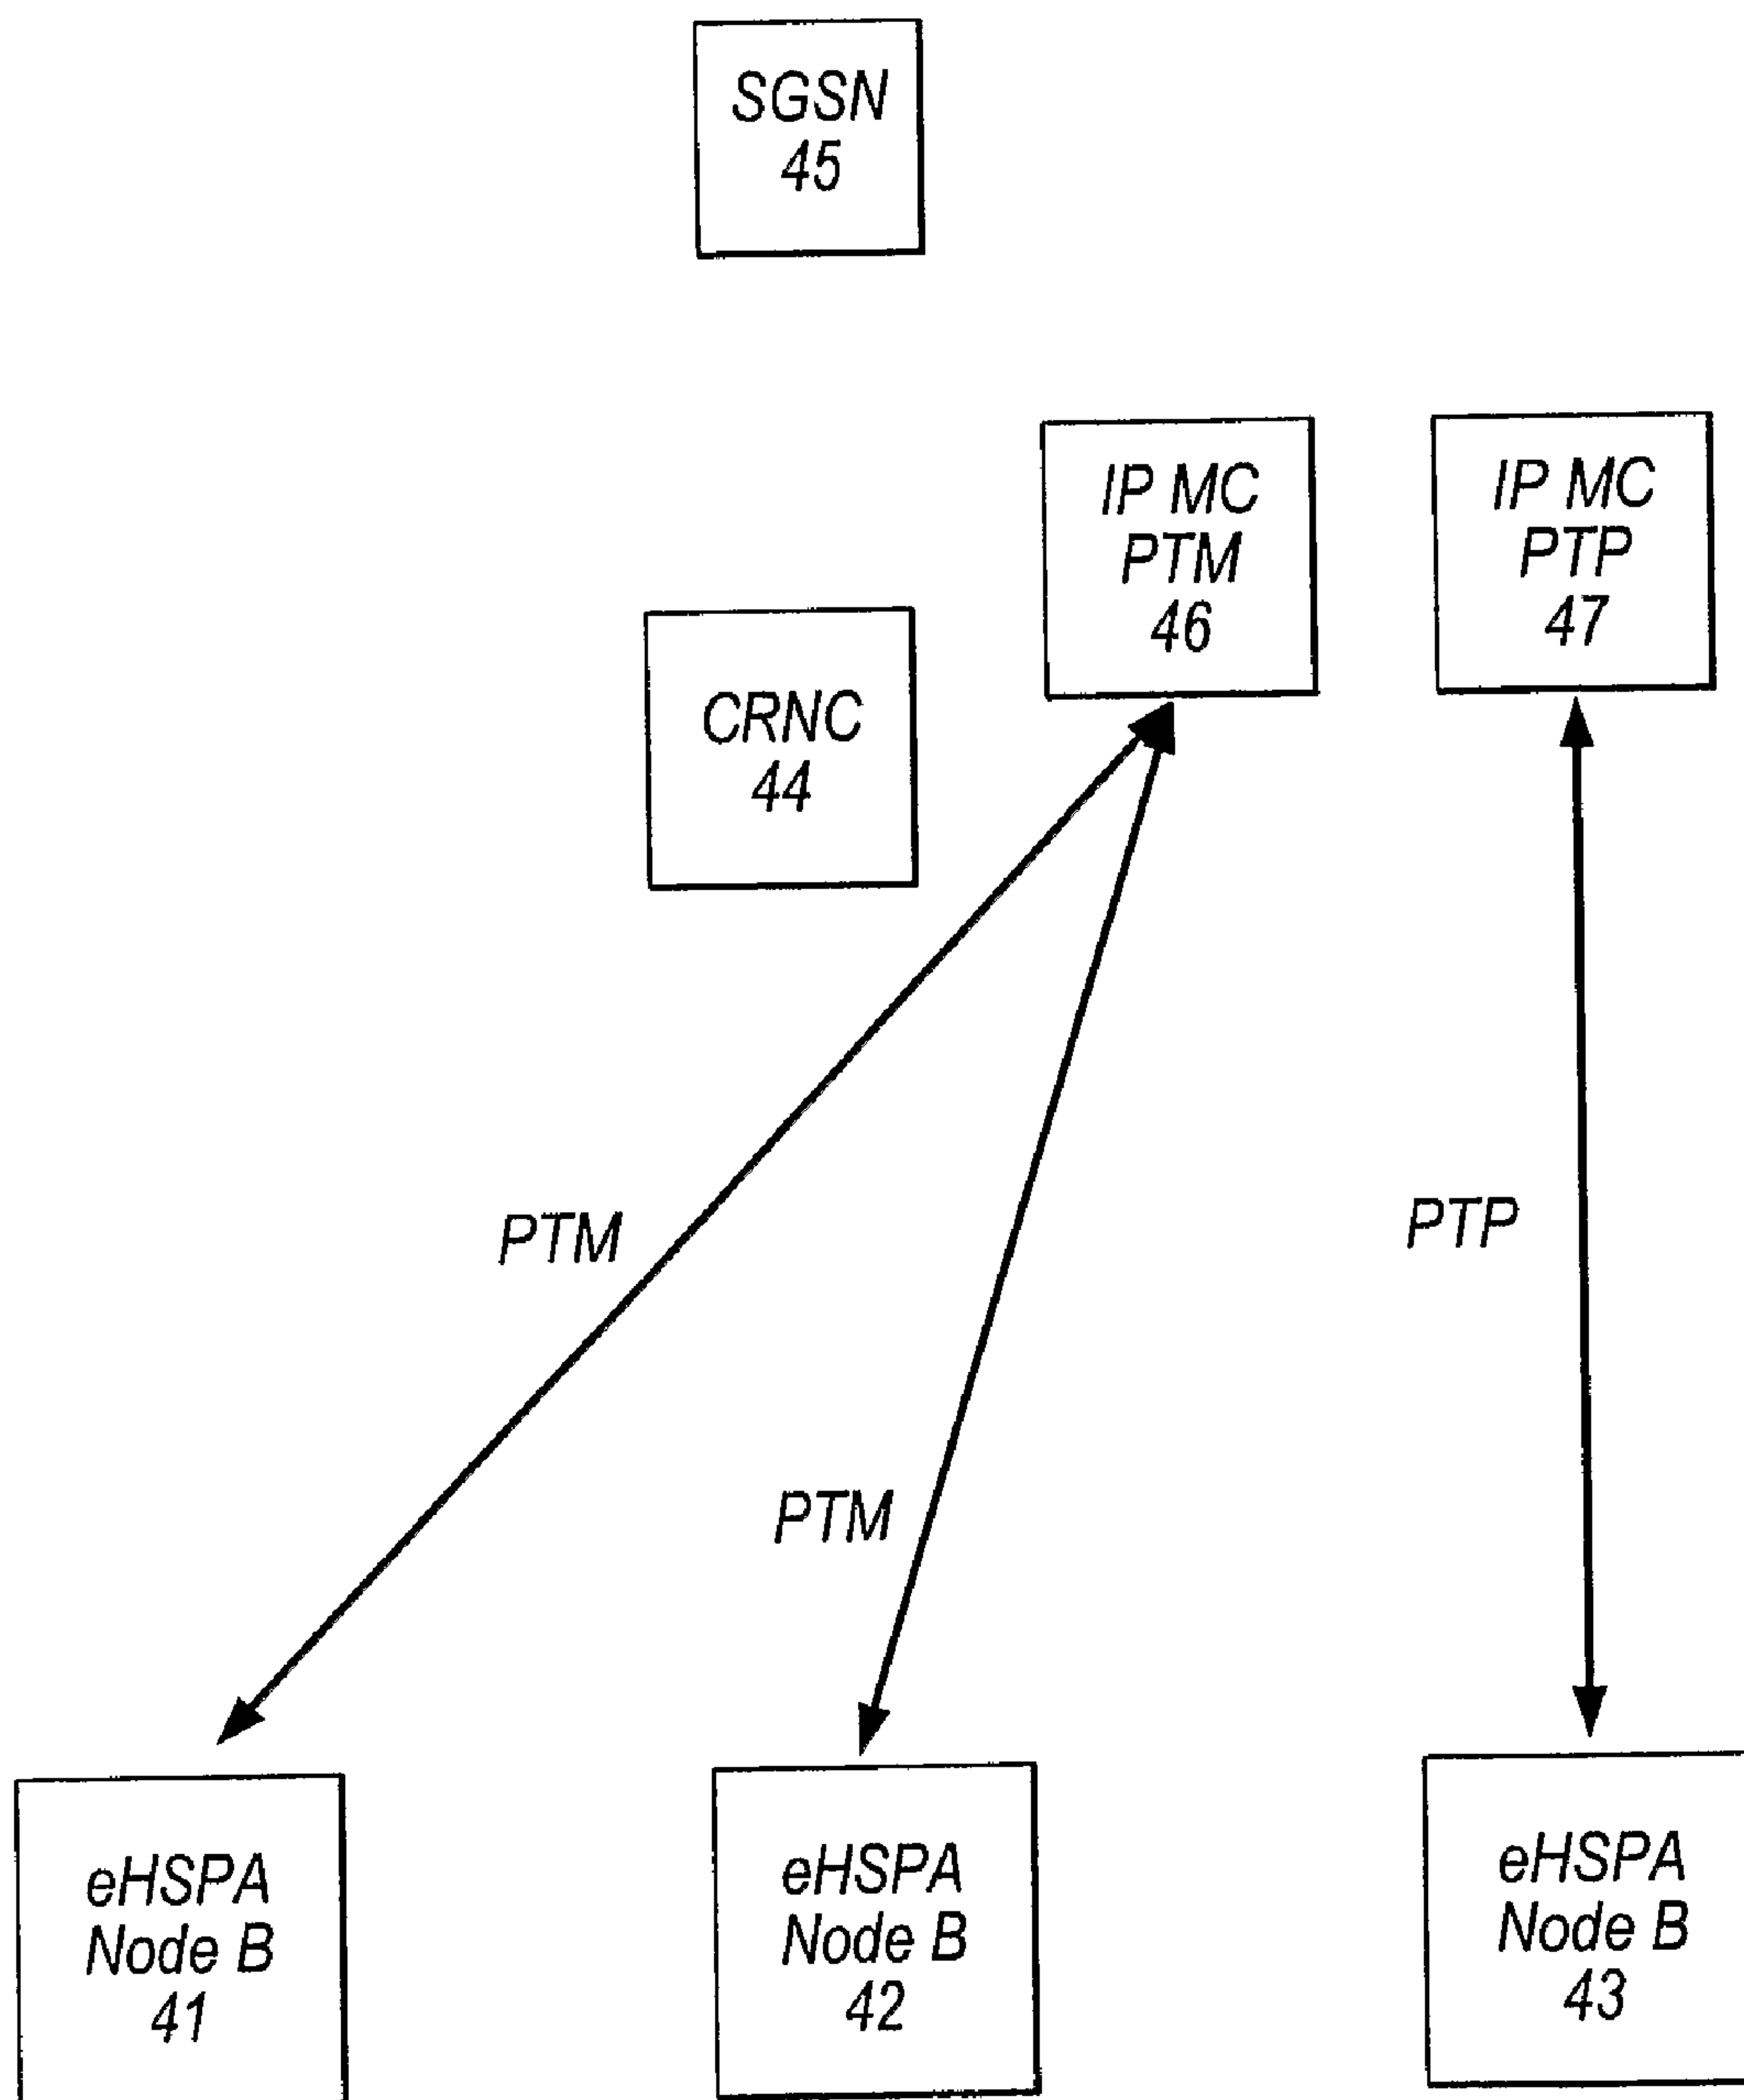 SGSN
45
IP MC
PTM
46
IP MC
PTP
47
CRNC
44
PTM
PTP
PTM
eHSPA
Node B
41
eHSPA
Node B
42
eHSPA
Node B
43